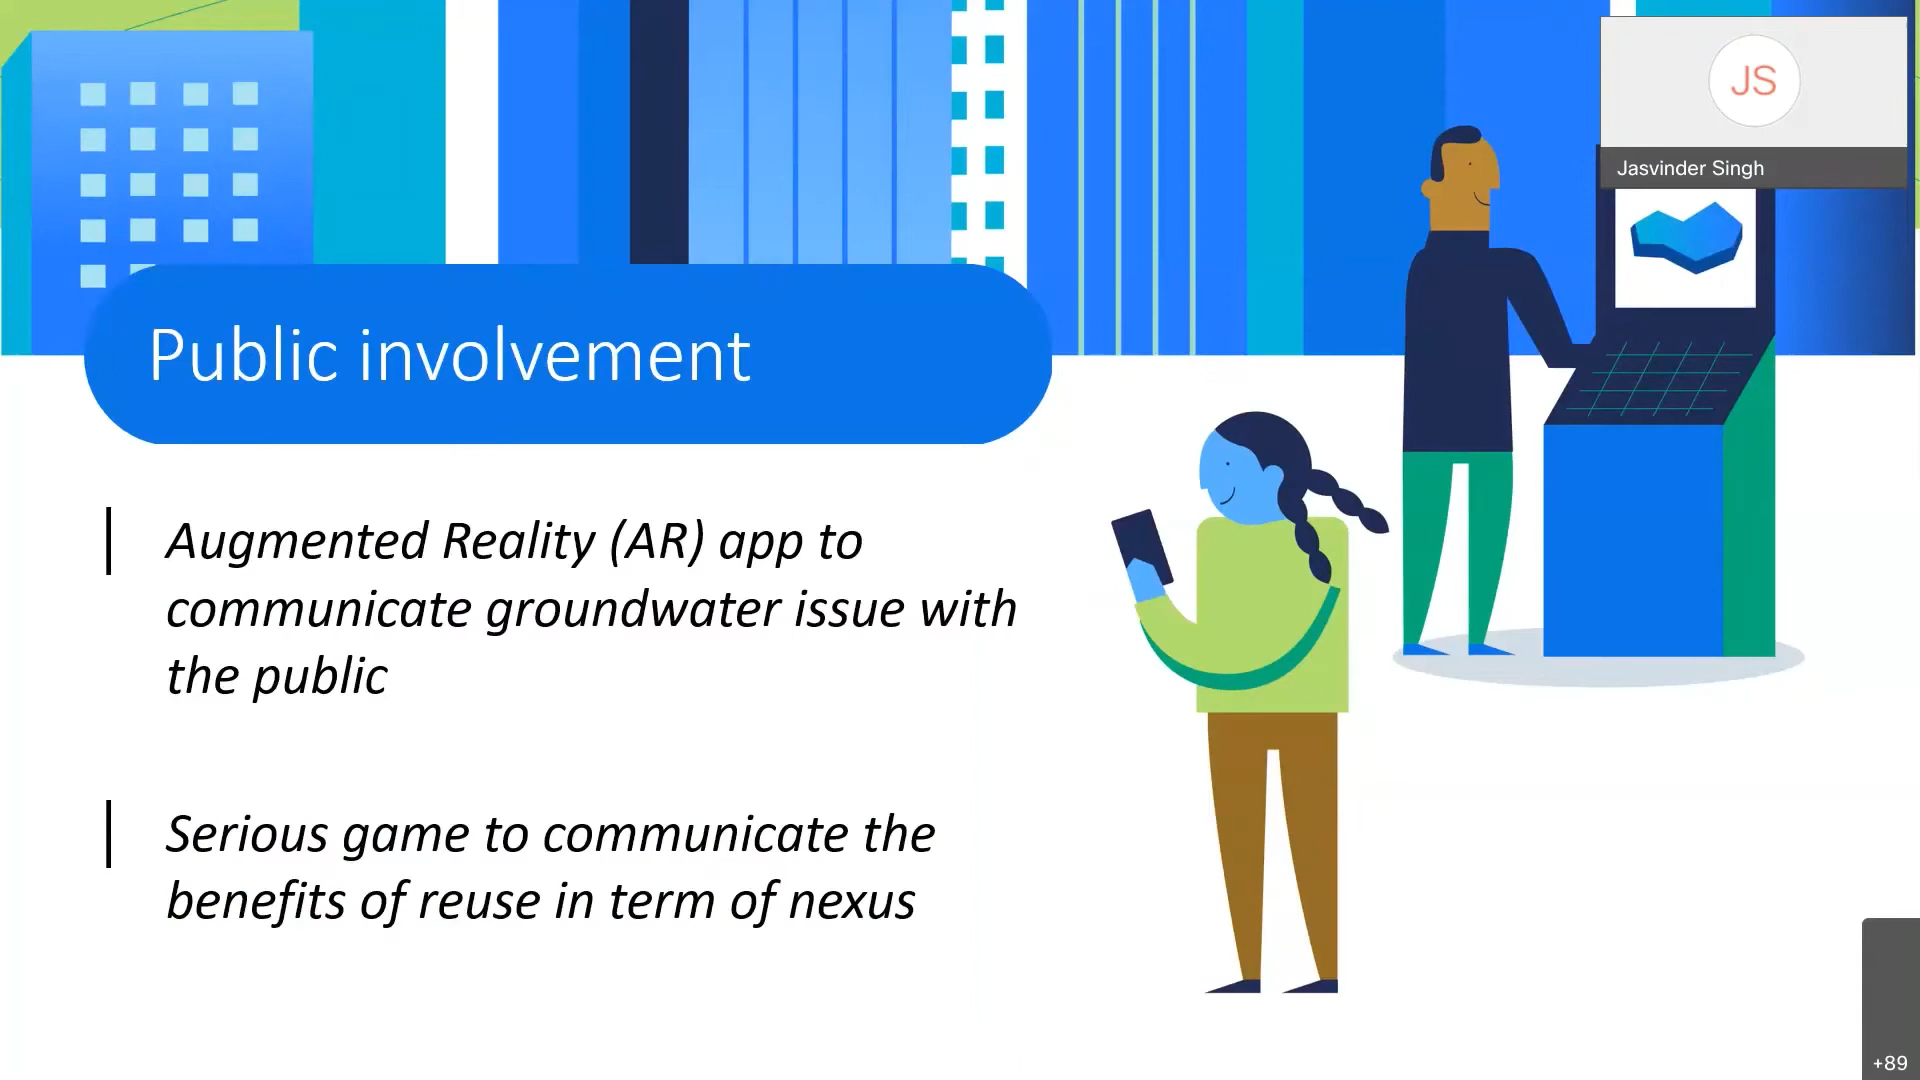 JS
Jasvinder Singh
Public involvement
Augmented Reality (AR) app to
communicate groundwater issue with
the public
Serious game to communicate the
benefits of reuse in term of nexus
+89